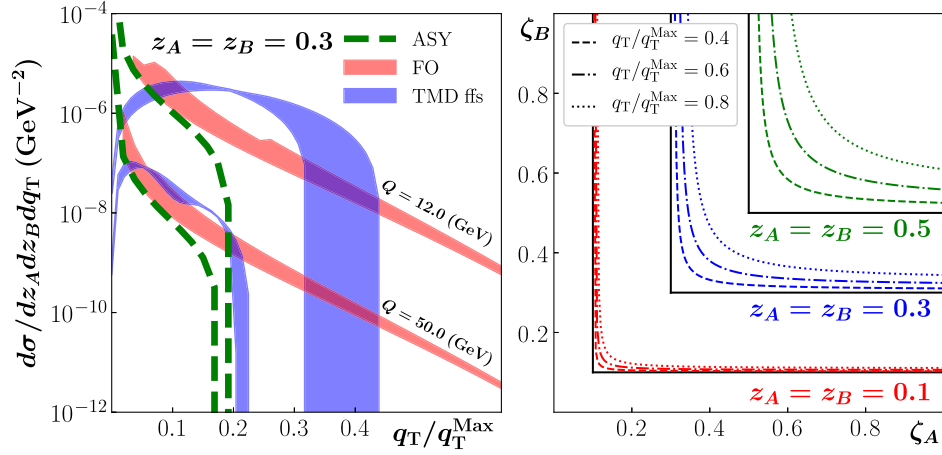 10^{-4}
10^{-6}
10^{-8}
10^{-10}
10^{-12}
dσ/dz_A dz_B dq_T (GeV^{-2})
z_A = z_B = 0.3
ASY
FO
TMD ffs
Q = 12.0 (GeV)
Q = 50.0 (GeV)
0.1 0.2 0.3 0.4
q_T/q_T^{Max}
ζ_B
0.8
0.6
0.4
0.2
q_T/q_T^{Max} = 0.4
q_T/q_T^{Max} = 0.6
q_T/q_T^{Max} = 0.8
z_A = z_B = 0.5
z_A = z_B = 0.3
z_A = z_B = 0.1
0.2 0.4 0.6 0.8
ζ_A